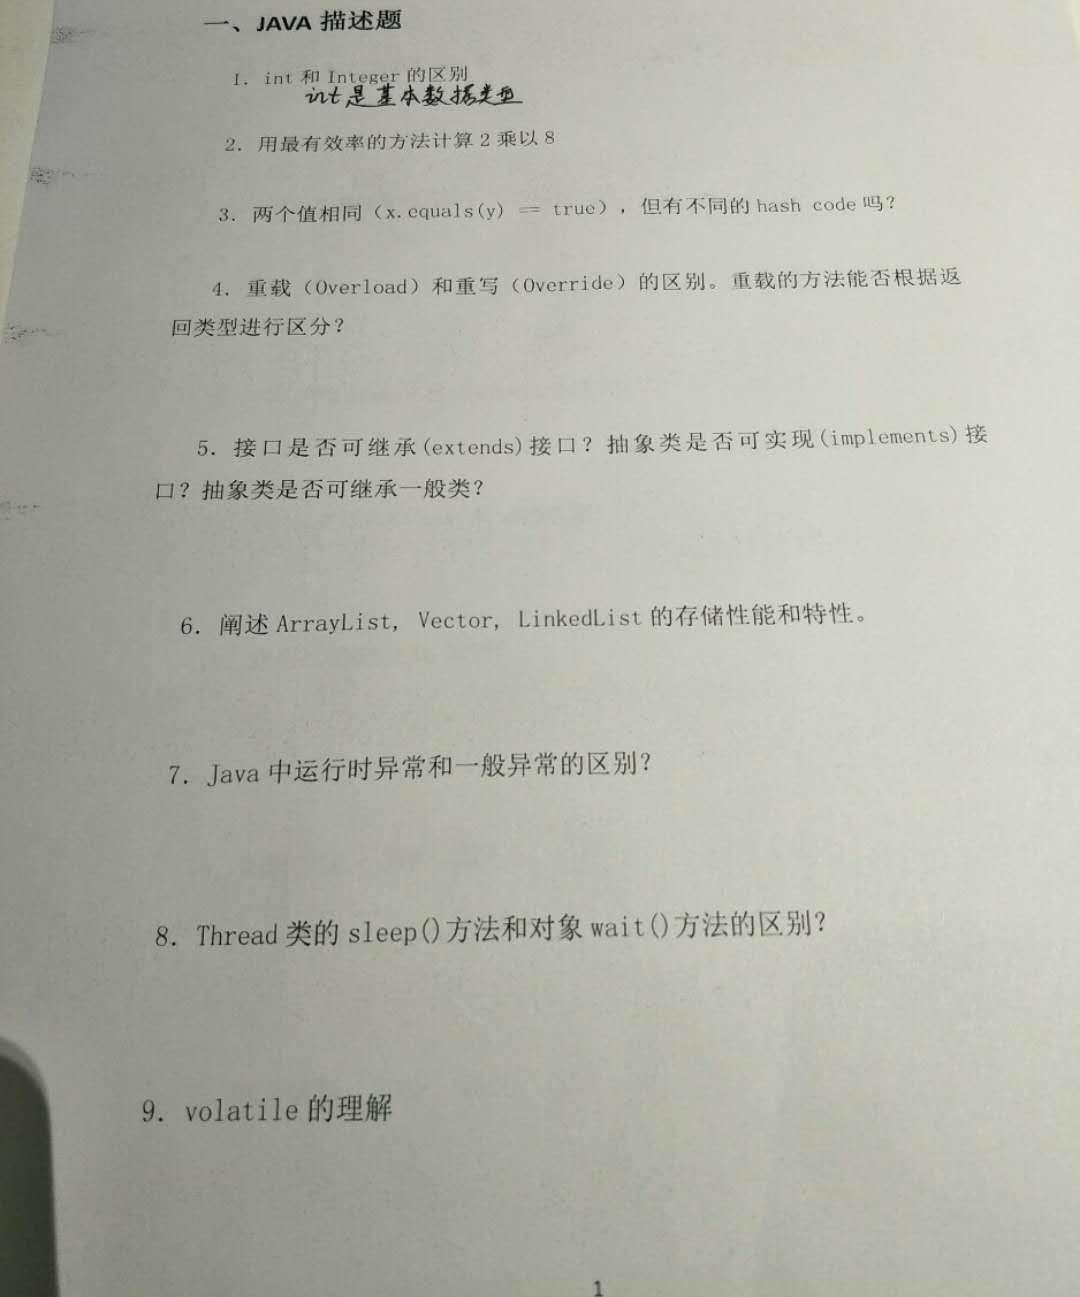 一、JAVA 描述题
1. int 和 Integer 的区别
int是基本数据类型
2. 用最有效率的方法计算 2 乘以 8
3. 两个值相同（x.equals(y) == true），但有不同的 hash code 吗？
4. 重载（Overload）和重写（Override）的区别。重载的方法能否根据返
回类型进行区分？
5. 接口是否可继承(extends)接口？抽象类是否可实现(implements)接
口？抽象类是否可继承一般类？
6. 阐述 ArrayList, Vector, LinkedList 的存储性能和特性。
7. Java 中运行时异常和一般异常的区别？
8. Thread 类的 sleep()方法和对象 wait()方法的区别？
9. volatile 的理解
1